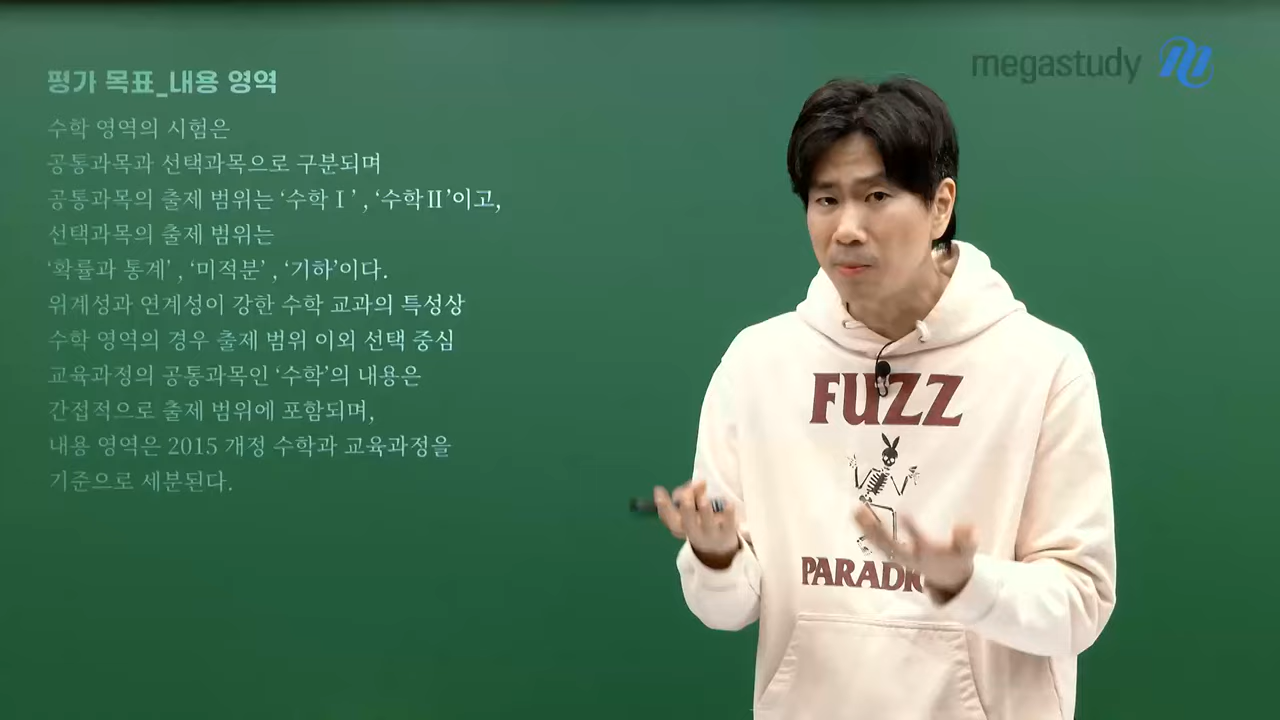 평가 목표_내용 영역
수학 영역의 시험은
공통과목과 선택과목으로 구분되며
공통과목의 출제 범위는 ‘수학Ⅰ’, ‘수학Ⅱ’이고,
선택과목의 출제 범위는
‘확률과 통계’, ‘미적분’, ‘기하’이다.
위계성과 연계성이 강한 수학 교과의 특성상
수학 영역의 경우 출제 범위 이외 선택 중심
교육과정의 공통과목인 ‘수학’의 내용은
간접적으로 출제 범위에 포함되며,
내용 영역은 2015 개정 수학과 교육과정을
기준으로 세분된다.
megastudy
FUZZ